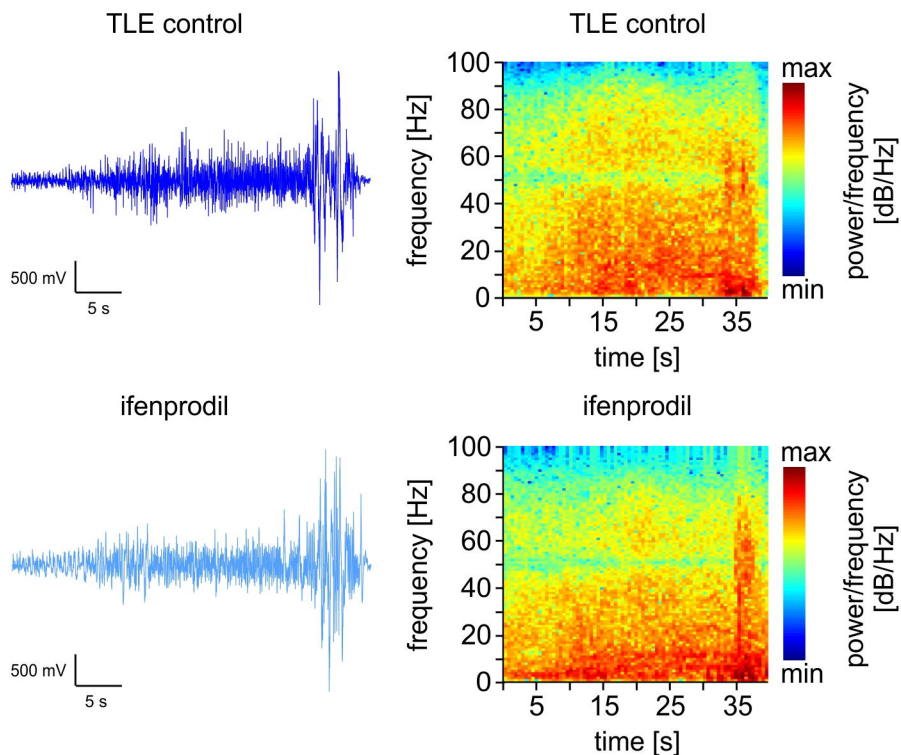 TLE control
500 mV
5 s
TLE control
frequency [Hz]
100
80
60
40
20
0
5
15
25
35
time [s]
max
min
power/frequency
[dB/Hz]
ifenprodil
500 mV
5 s
ifenprodil
frequency [Hz]
100
80
60
40
20
0
5
15
25
35
time [s]
max
min
power/frequency
[dB/Hz]